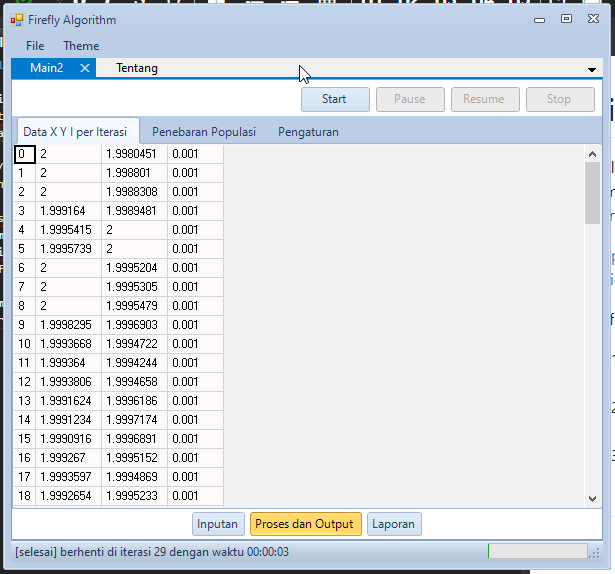 Firefly Algorithm
File Theme
Main2 Tentang
Start Pause Resume Stop
Data X Y I per Iterasi Penebaran Populasi Pengaturan
0 2 1.9980451 0.001
1 2 1.998801 0.001
2 2 1.9988308 0.001
3 1.999164 1.9989481 0.001
4 1.9995415 2 0.001
5 1.9995739 2 0.001
6 2 1.9995204 0.001
7 2 1.9995305 0.001
8 2 1.9995479 0.001
9 1.9998295 1.9996903 0.001
10 1.9993668 1.9994722 0.001
11 1.999364 1.9994244 0.001
12 1.9993806 1.9994658 0.001
13 1.9991624 1.9996186 0.001
14 1.9991234 1.9997174 0.001
15 1.9990916 1.9996891 0.001
16 1.999267 1.9995152 0.001
17 1.9993597 1.9994869 0.001
18 1.9992654 1.9995233 0.001
Inputan Proses dan Output Laporan
[selesai] berhenti di iterasi 29 dengan waktu 00:00:03